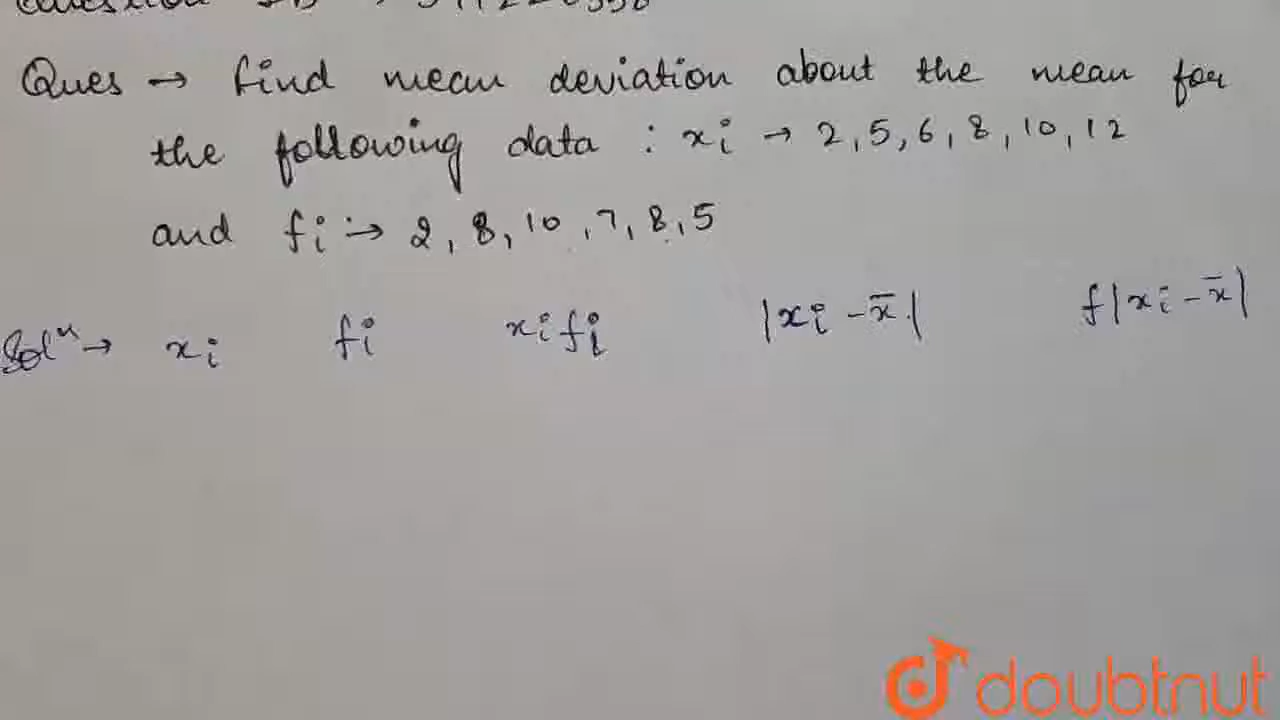 Ques → find mean deviation about the mean for
the following data : xi → 2, 5, 6, 8, 10, 12
and fi :→ 2, 8, 10, 7, 8, 5
Solⁿ → xi fi xifi |xi - x̄| f|xi - x̄|
doubtnut